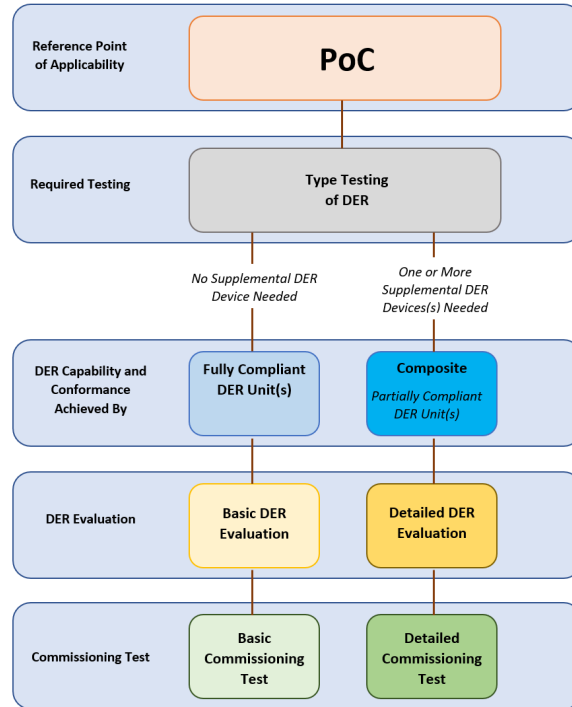 Reference Point
of Applicability
PoC
Required Testing
Type Testing
of DER
No Supplemental DER
Device Needed
One or More
Supplemental DER
Devices(s) Needed
DER Capability and
Conformance
Achieved By
Fully Compliant
DER Unit(s)
Composite
Partially Compliant
DER Unit(s)
DER Evaluation
Basic DER
Evaluation
Detailed DER
Evaluation
Commissioning Test
Basic
Commissioning
Test
Detailed
Commissioning
Test